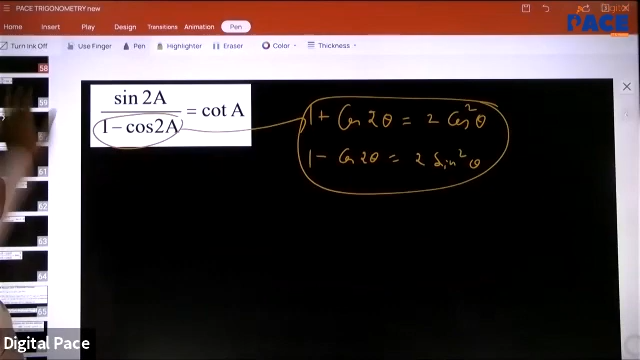 PACE TRIGONOMETRY new
Home Insert Play Design Transition Animation Pen
PACE
Turn Ink Off Use Finger Pen Highlighter Eraser Color Thickness
58
59
61
62
63
64
65
sin 2A / 1 − cos2A = cot A
1 + Cos 2θ = 2 Cos²θ
1 − Cos 2θ = 2 Sin²θ
Digital Pace